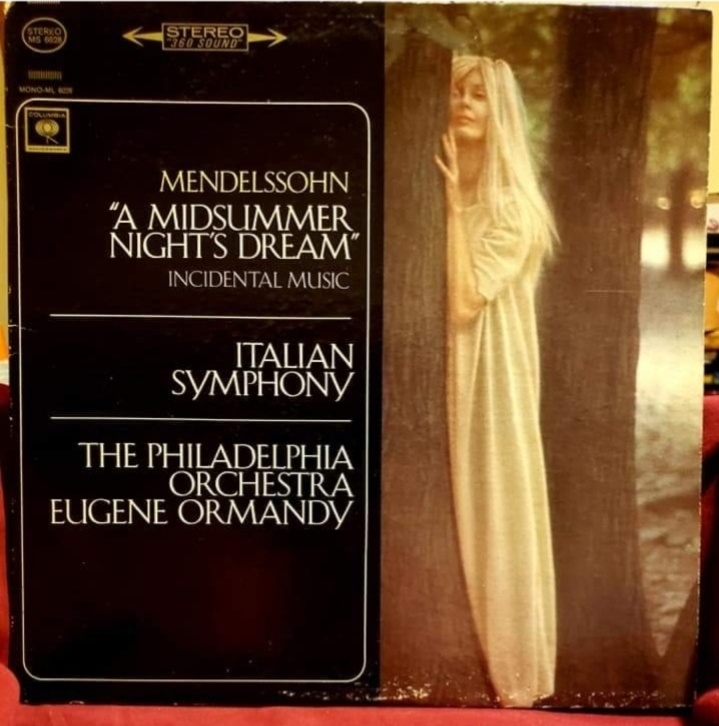 STEREO
MS 6628
STEREO
"360 SOUND"
MONO-ML 6028
COLUMBIA
MENDELSSOHN
"A MIDSUMMER
NIGHT'S DREAM"
INCIDENTAL MUSIC
ITALIAN
SYMPHONY
THE PHILADELPHIA
ORCHESTRA
EUGENE ORMANDY